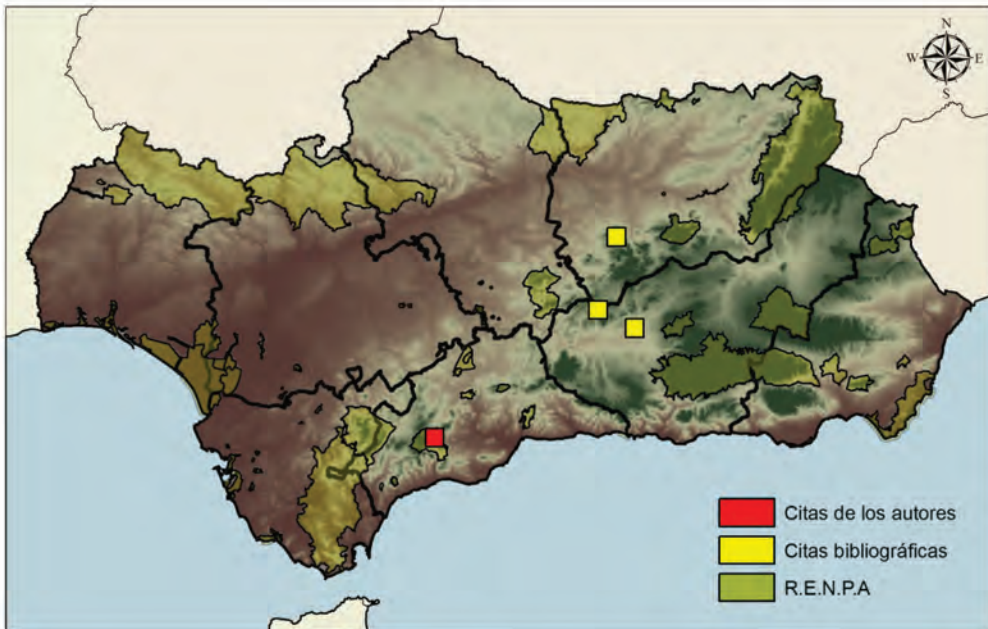 N
W E
S
Citas de los autores
Citas bibliográficas
R.E.N.P.A